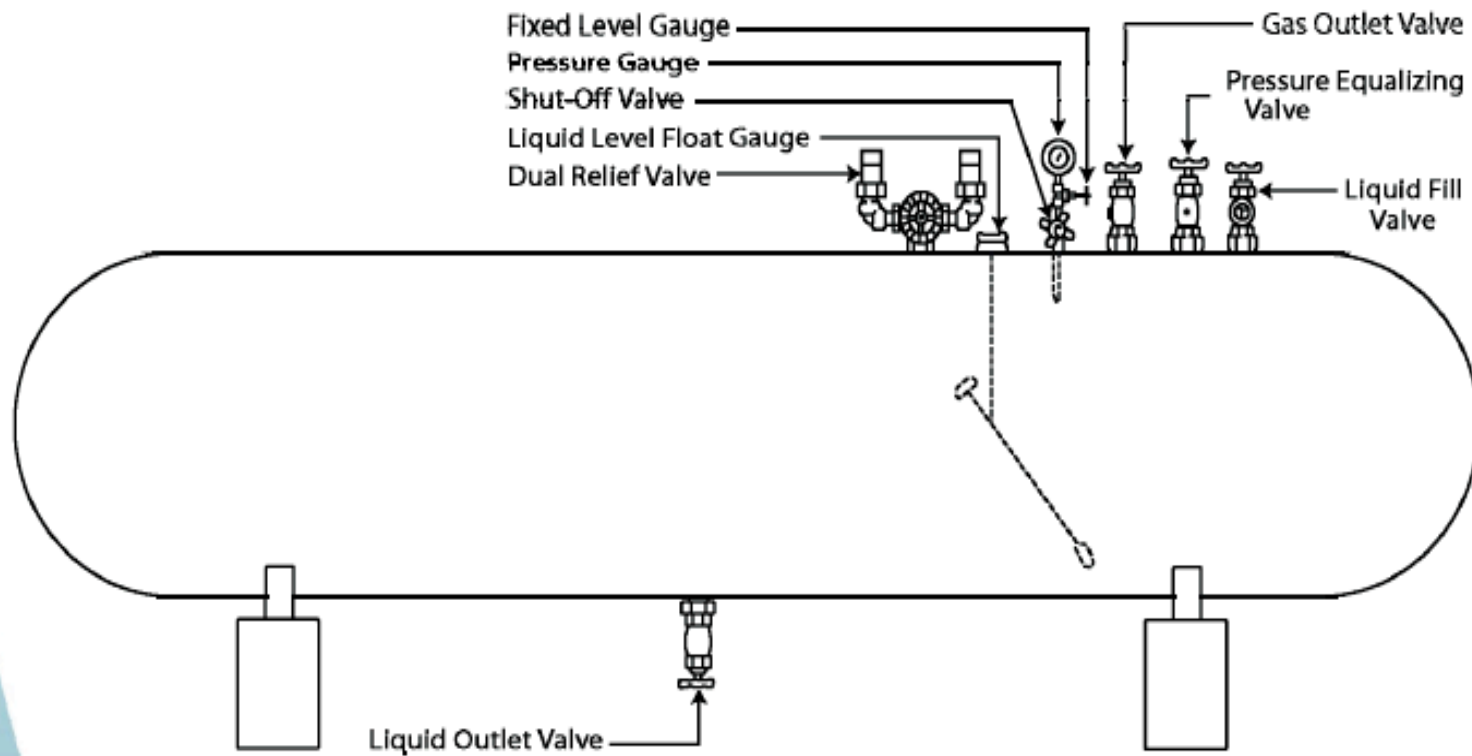 Fixed Level Gauge
Pressure Gauge
Shut-Off Valve
Liquid Level Float Gauge
Dual Relief Valve
Gas Outlet Valve
Pressure Equalizing
Valve
Liquid Fill
Valve
Liquid Outlet Valve